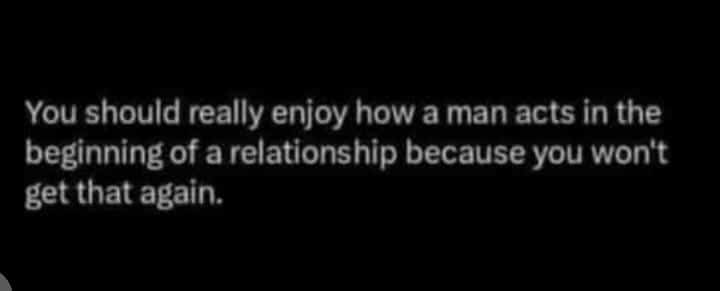 You should really enjoy how a man acts in the
beginning of a relationship because you won't
get that again.